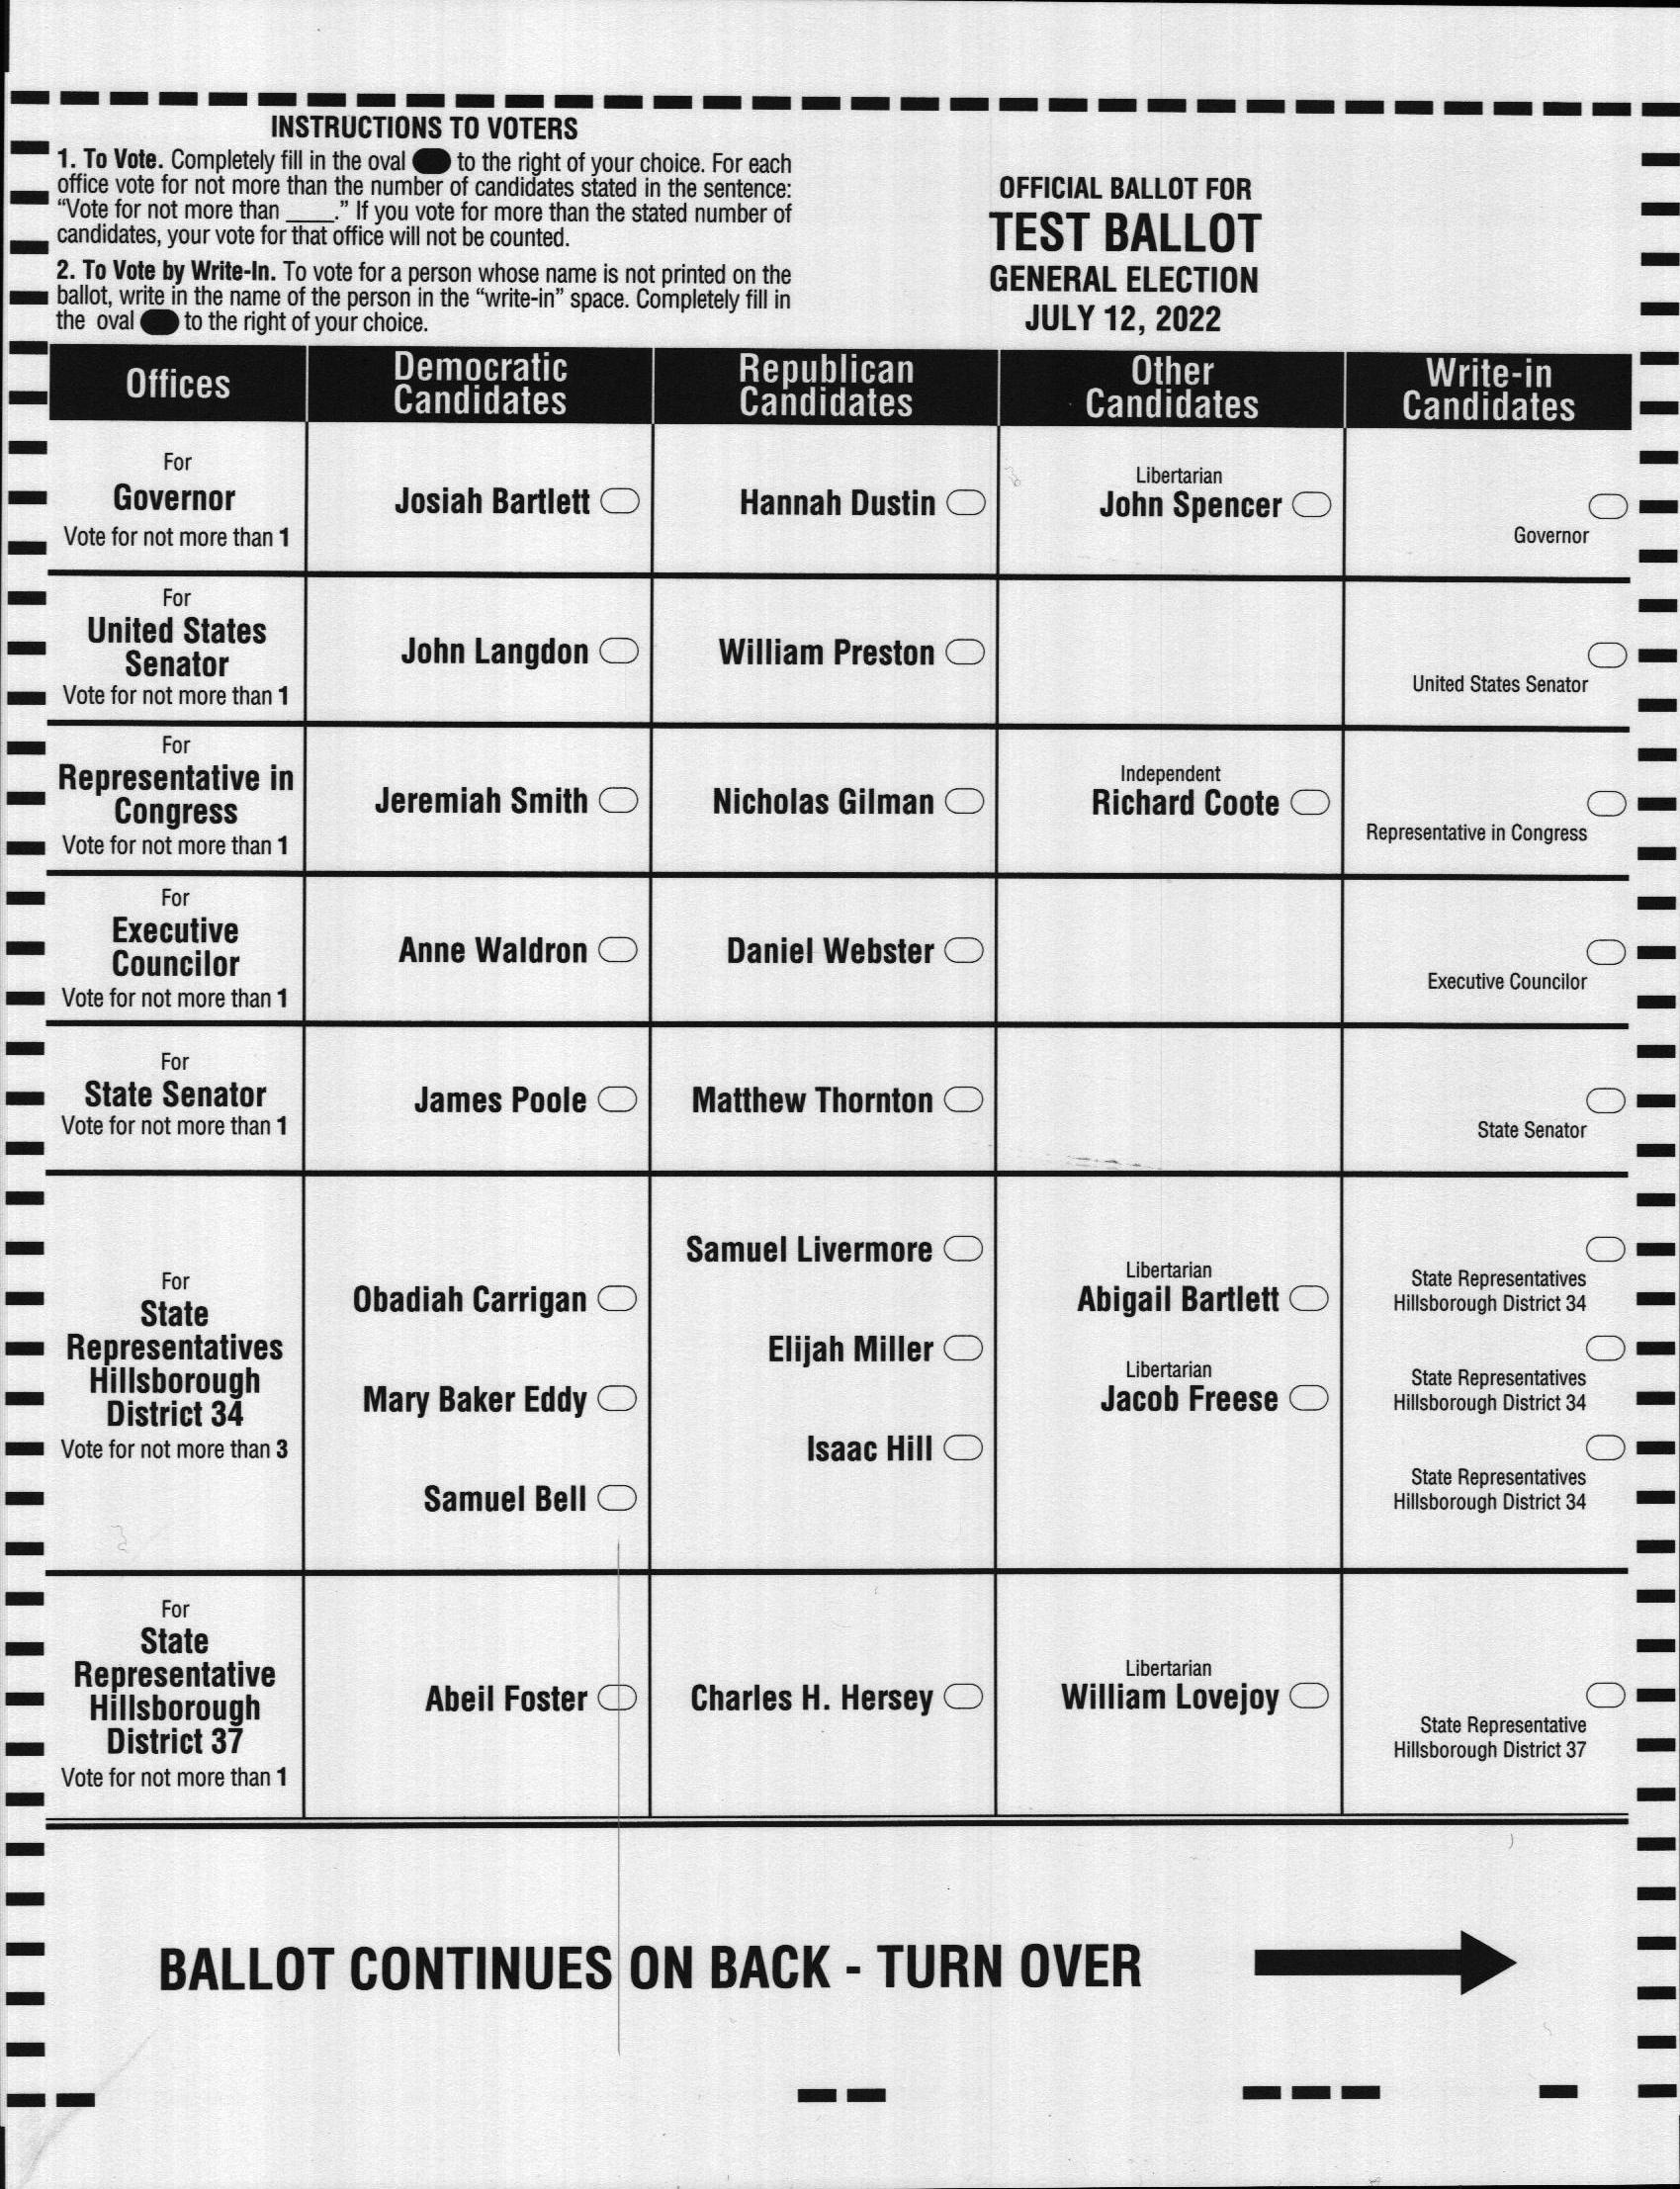 INSTRUCTIONS TO VOTERS
1. To Vote. Completely fill in the oval to the right of your choice. For each
office vote for not more than the number of candidates stated in the sentence:
“Vote for not more than ____.” If you vote for more than the stated number of
candidates, your vote for that office will not be counted.
2. To Vote by Write-In. To vote for a person whose name is not printed on the
ballot, write in the name of the person in the “write-in” space. Completely fill in
the oval to the right of your choice.
OFFICIAL BALLOT FOR
TEST BALLOT
GENERAL ELECTION
JULY 12, 2022
Offices
Democratic
Candidates
Republican
Candidates
Other
Candidates
Write-in
Candidates
For
Governor
Vote for not more than 1
Josiah Bartlett
Hannah Dustin
Libertarian
John Spencer
Governor
For
United States
Senator
Vote for not more than 1
John Langdon
William Preston
United States Senator
For
Representative in
Congress
Vote for not more than 1
Jeremiah Smith
Nicholas Gilman
Independent
Richard Coote
Representative in Congress
For
Executive
Councilor
Vote for not more than 1
Anne Waldron
Daniel Webster
Executive Councilor
For
State Senator
Vote for not more than 1
James Poole
Matthew Thornton
State Senator
For
State
Representatives
Hillsborough
District 34
Vote for not more than 3
Obadiah Carrigan
Mary Baker Eddy
Samuel Bell
Samuel Livermore
Elijah Miller
Isaac Hill
Libertarian
Abigail Bartlett
Libertarian
Jacob Freese
State Representatives
Hillsborough District 34
State Representatives
Hillsborough District 34
State Representatives
Hillsborough District 34
For
State
Representative
Hillsborough
District 37
Vote for not more than 1
Abeil Foster
Charles H. Hersey
Libertarian
William Lovejoy
State Representative
Hillsborough District 37
BALLOT CONTINUES ON BACK - TURN OVER